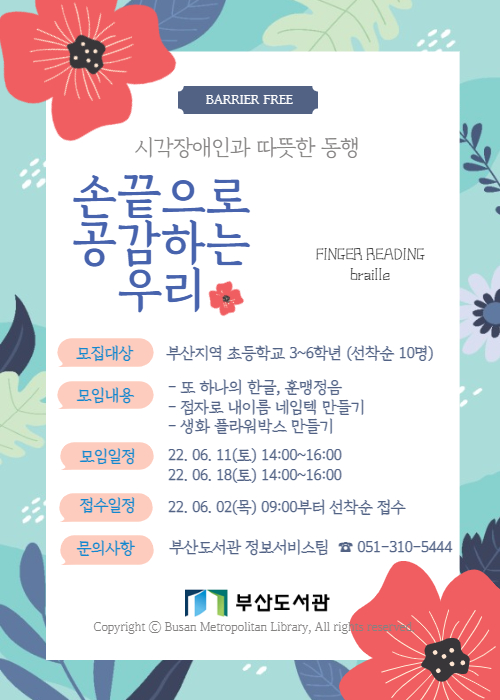 BARRIER FREE
시각장애인과 따뜻한 동행
손끝으로
공감하는
우리
FINGER READING
braille
모집대상 부산지역 초등학교 3~6학년 (선착순 10명)
모임내용 - 또 하나의 한글, 훈맹정음
- 점자로 내이름 네임텍 만들기
- 생화 플라워박스 만들기
모임일정 22. 06. 11(토) 14:00~16:00
22. 06. 18(토) 14:00~16:00
접수일정 22. 06. 02(목) 09:00부터 선착순 접수
문의사항 부산도서관 정보서비스팀 ☎ 051-310-5444
부산도서관
Copyright ⓒ Busan Metropolitan Library, All rights reserved.